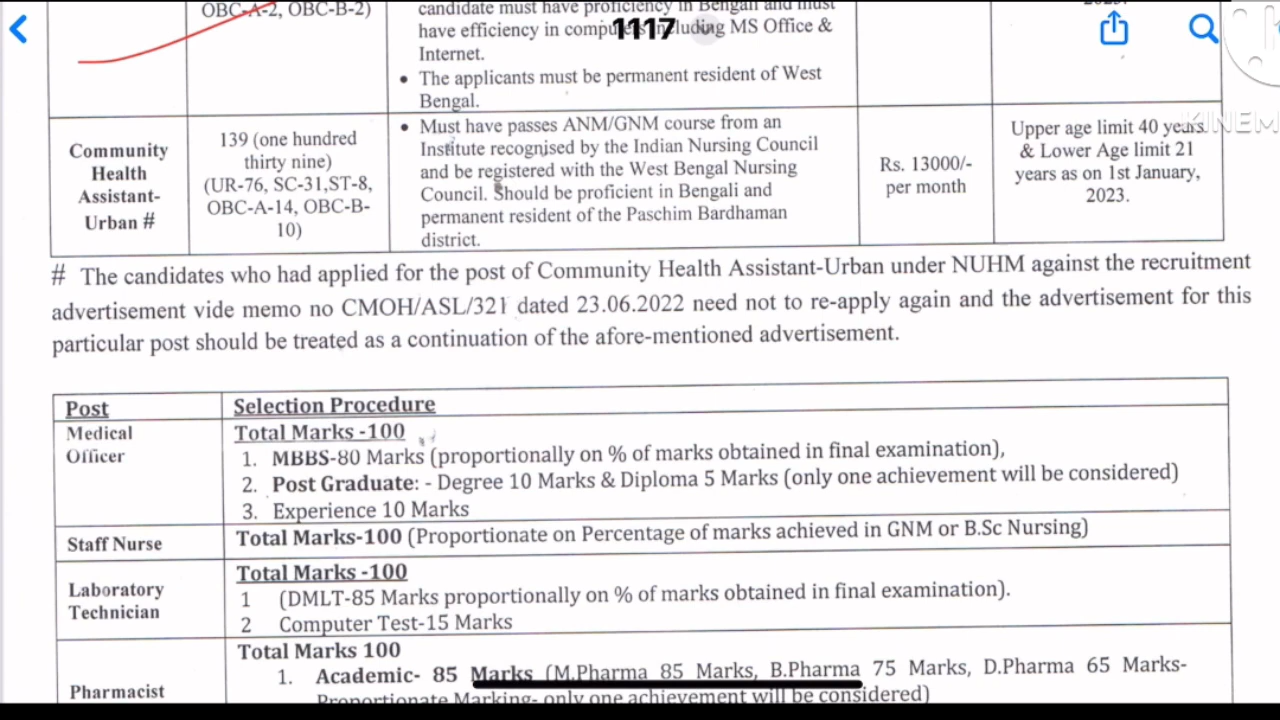 OBC-A-2, OBC-B-2)
candidate must have proficiency in Bengali and must
have efficiency in computers including MS Office &
Internet.
1117
• The applicants must be permanent resident of West
Bengal.
Community
Health
Assistant-
Urban #
139 (one hundred
thirty nine)
(UR-76, SC-31,ST-8,
OBC-A-14, OBC-B-
10)
• Must have passes ANM/GNM course from an
Institute recognised by the Indian Nursing Council
and be registered with the West Bengal Nursing
Council. Should be proficient in Bengali and
permanent resident of the Paschim Bardhaman
district.
Rs. 13000/-
per month
Upper age limit 40 years
& Lower Age limit 21
years as on 1st January,
2023.
KINEM
# The candidates who had applied for the post of Community Health Assistant-Urban under NUHM against the recruitment
advertisement vide memo no CMOH/ASL/321 dated 23.06.2022 need not to re-apply again and the advertisement for this
particular post should be treated as a continuation of the afore-mentioned advertisement.
Post
Selection Procedure
Medical
Officer
Total Marks -100
1. MBBS-80 Marks (proportionally on % of marks obtained in final examination),
2. Post Graduate: - Degree 10 Marks & Diploma 5 Marks (only one achievement will be considered)
3. Experience 10 Marks
Staff Nurse
Total Marks-100 (Proportionate on Percentage of marks achieved in GNM or B.Sc Nursing)
Laboratory
Technician
Total Marks -100
1 (DMLT-85 Marks proportionally on % of marks obtained in final examination).
2 Computer Test-15 Marks
Pharmacist
Total Marks 100
1. Academic- 85 Marks (M.Pharma 85 Marks, B.Pharma 75 Marks, D.Pharma 65 Marks-
Proportionate Marking- only one achievement will be considered)